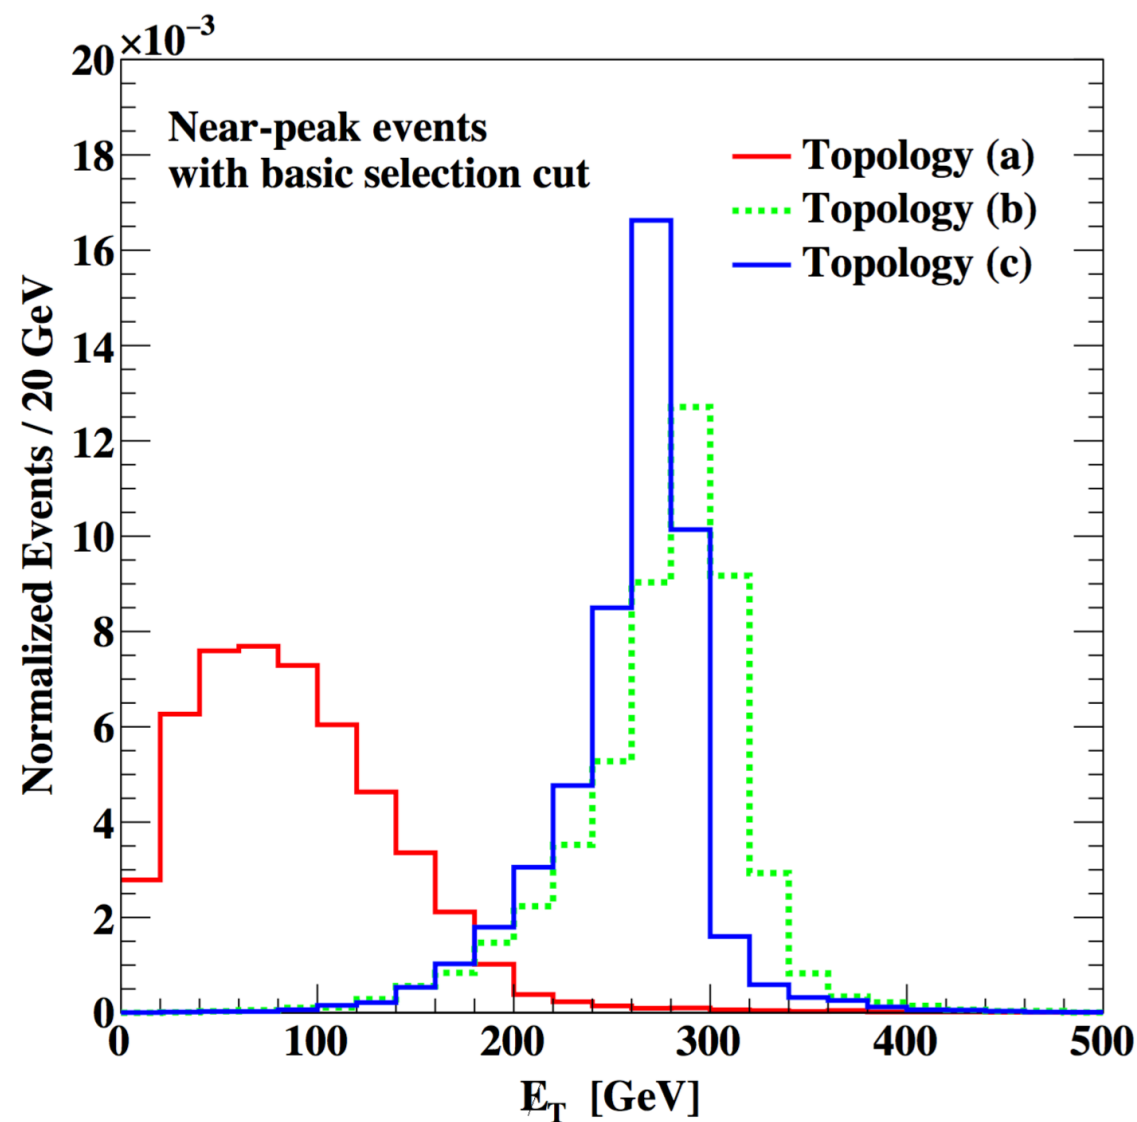 ×10⁻³
20
Near-peak events
with basic selection cut
Topology (a)
Topology (b)
Topology (c)
18
16
14
12
10
8
6
4
2
0
Normalized Events / 20 GeV
0 100 200 300 400 500
E̸_T [GeV]